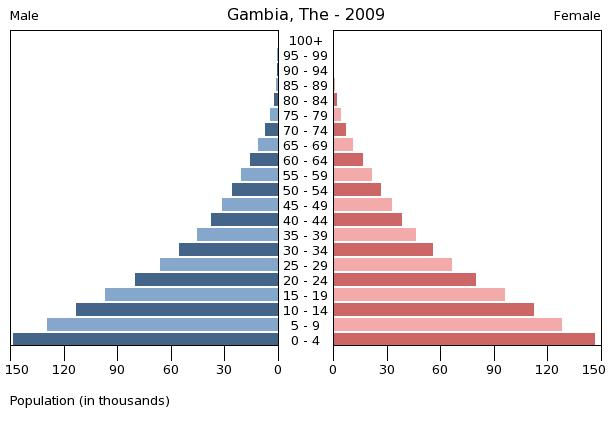 Male Gambia, The - 2009 Female
100+
95 - 99
90 - 94
85 - 89
80 - 84
75 - 79
70 - 74
65 - 69
60 - 64
55 - 59
50 - 54
45 - 49
40 - 44
35 - 39
30 - 34
25 - 29
20 - 24
15 - 19
10 - 14
5 - 9
0 - 4
150 120 90 60 30 0 0 30 60 90 120 150
Population (in thousands)